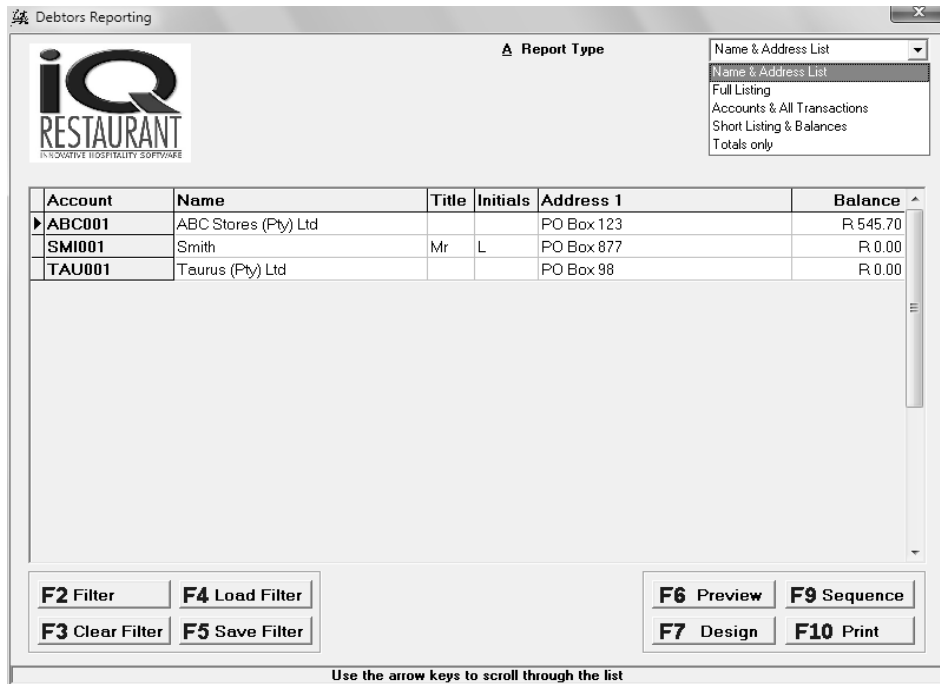 Debtors Reporting
X
iQ
RESTAURANT
INNOVATIVE HOSPITALITY SOFTWARE
A Report Type
Name & Address List
Name & Address List
Full Listing
Accounts & All Transactions
Short Listing & Balances
Totals only
Account Name Title Initials Address 1 Balance
ABC001 ABC Stores (Pty) Ltd PO Box 123 R 545.70
SMI001 Smith Mr L PO Box 877 R 0.00
TAU001 Taurus (Pty) Ltd PO Box 98 R 0.00
F2 Filter F4 Load Filter F6 Preview F9 Sequence
F3 Clear Filter F5 Save Filter F7 Design F10 Print
Use the arrow keys to scroll through the list